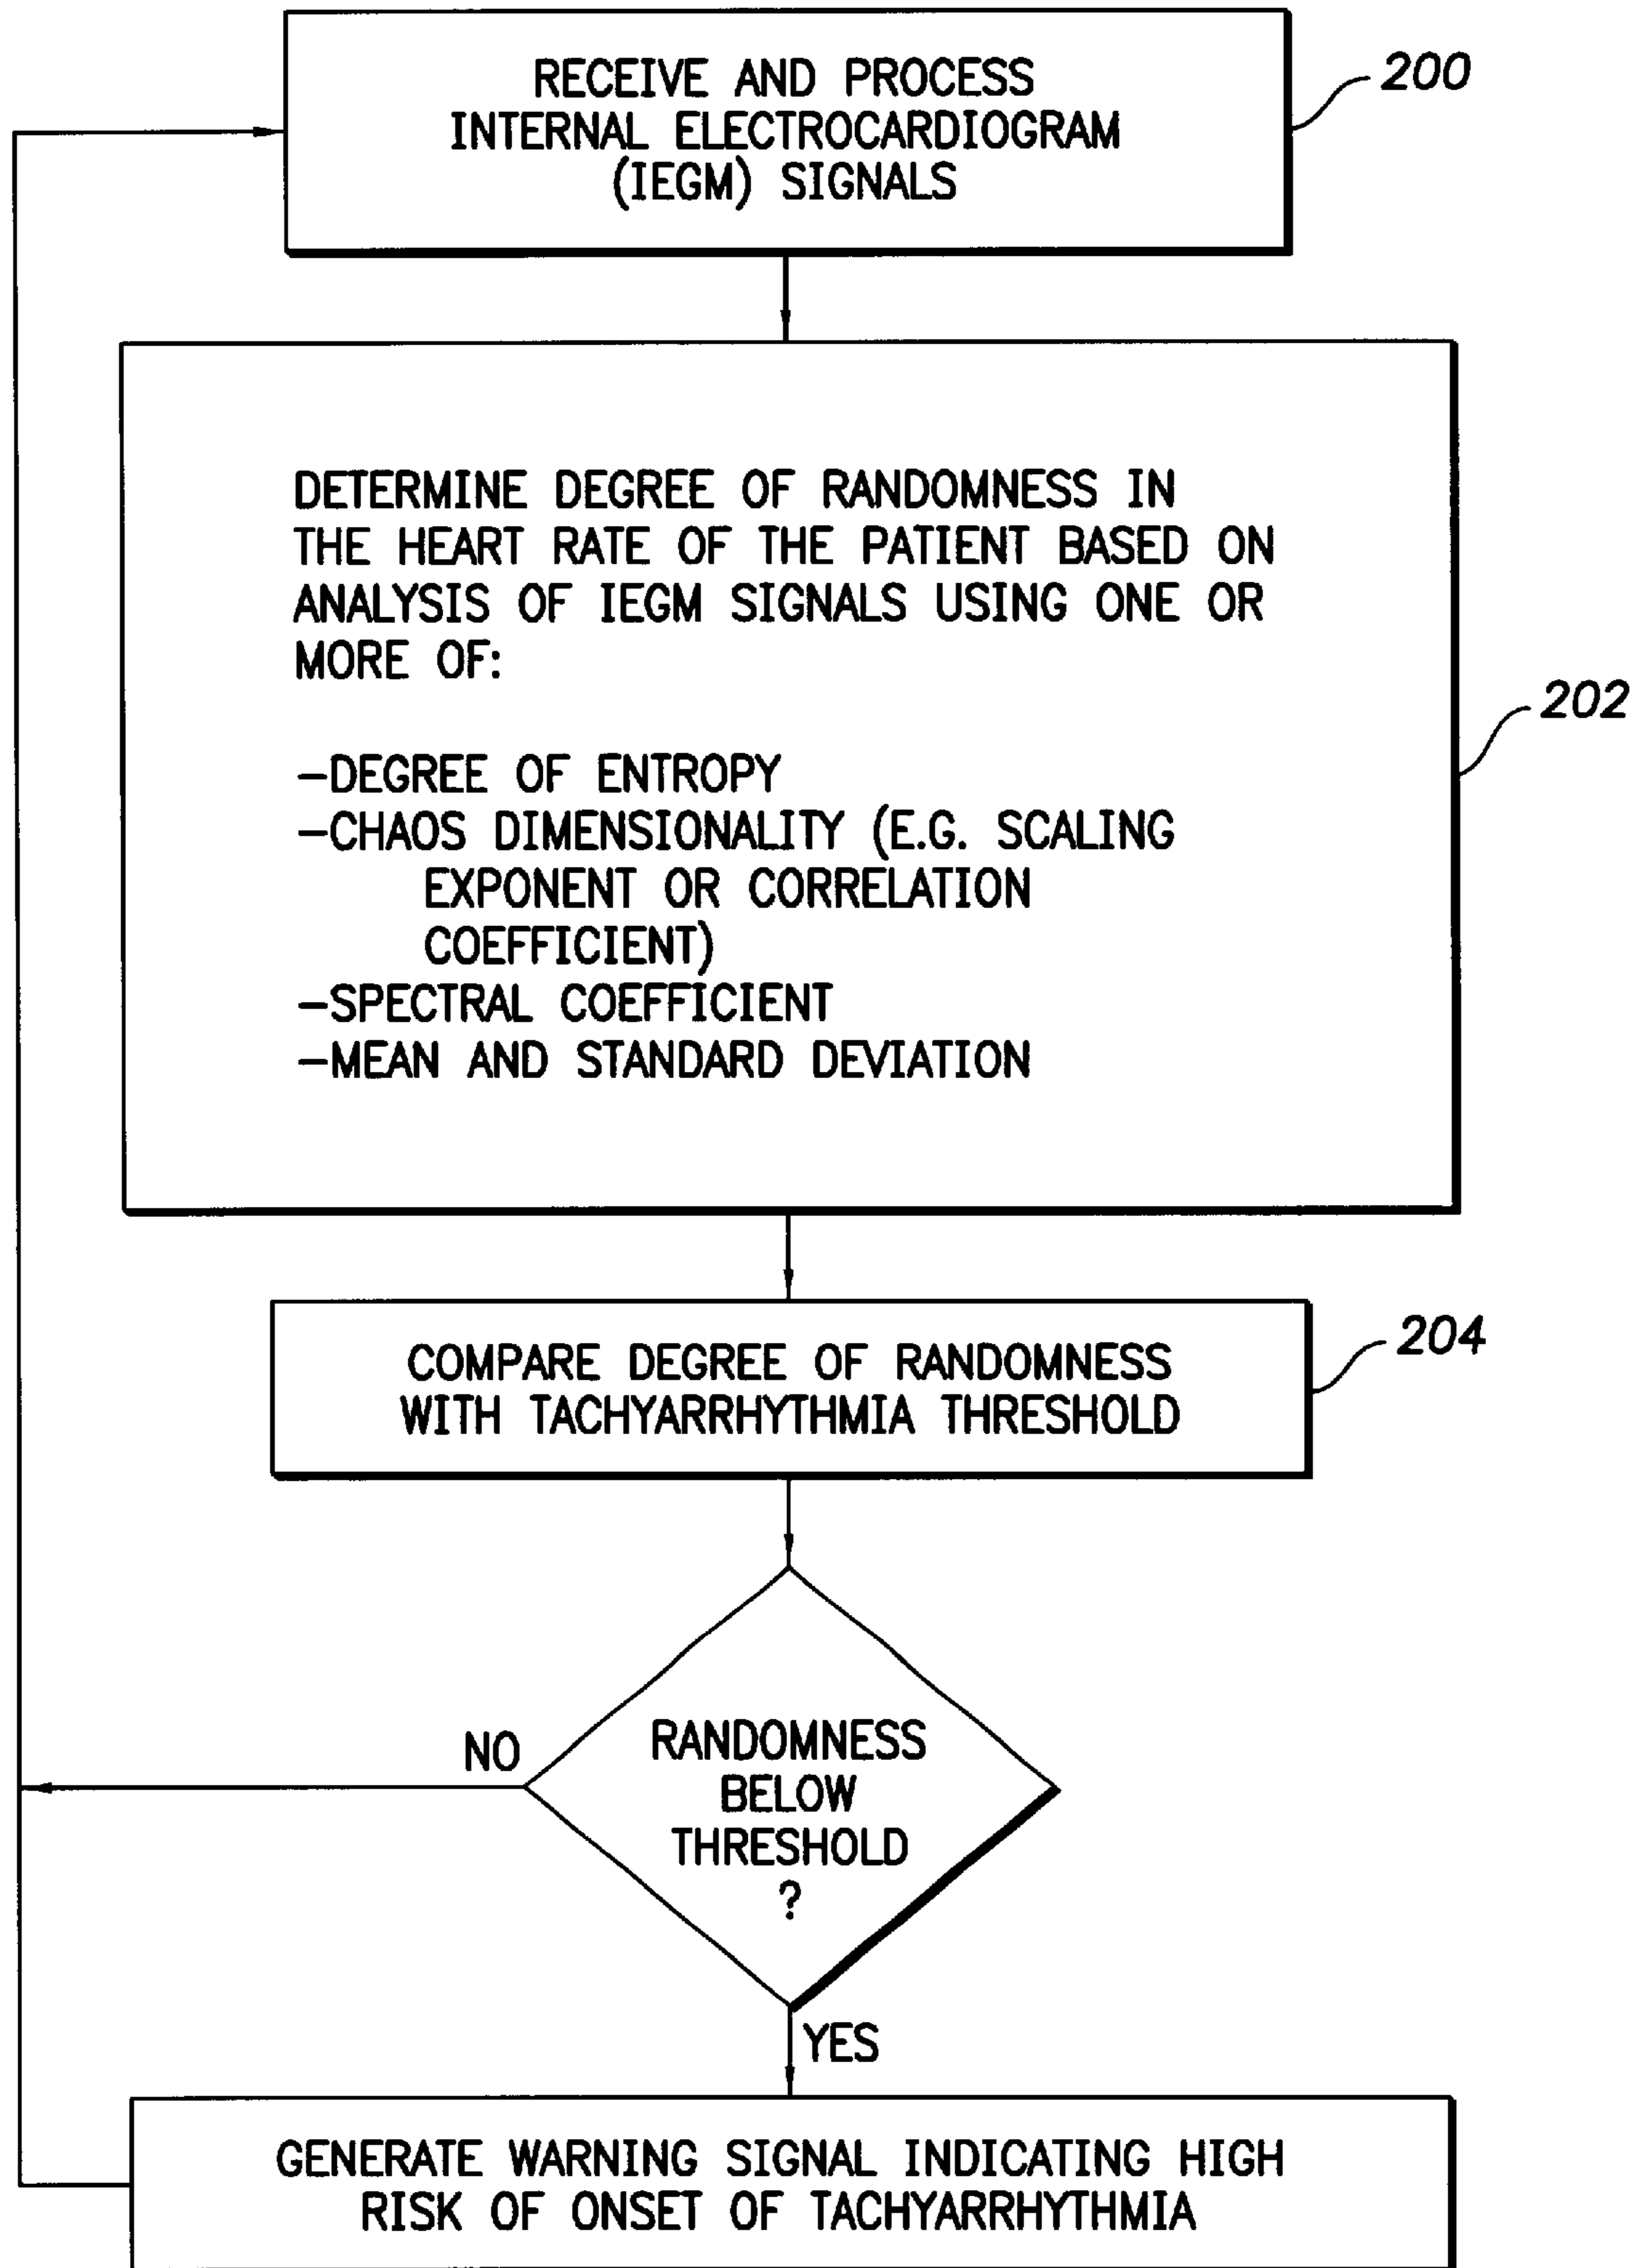 RECEIVE AND PROCESS
INTERNAL ELECTROCARDIOGRAM
(IEGM) SIGNALS
200
DETERMINE DEGREE OF RANDOMNESS IN
THE HEART RATE OF THE PATIENT BASED ON
ANALYSIS OF IEGM SIGNALS USING ONE OR
MORE OF:
202
-DEGREE OF ENTROPY
-CHAOS DIMENSIONALITY (E.G. SCALING
EXPONENT OR CORRELATION
COEFFICIENT)
-SPECTRAL COEFFICIENT
-MEAN AND STANDARD DEVIATION
COMPARE DEGREE OF RANDOMNESS
WITH TACHYARRHYTHMIA THRESHOLD
204
NO
RANDOMNESS
BELOW
THRESHOLD
?
YES
GENERATE WARNING SIGNAL INDICATING HIGH
RISK OF ONSET OF TACHYARRHYTHMIA